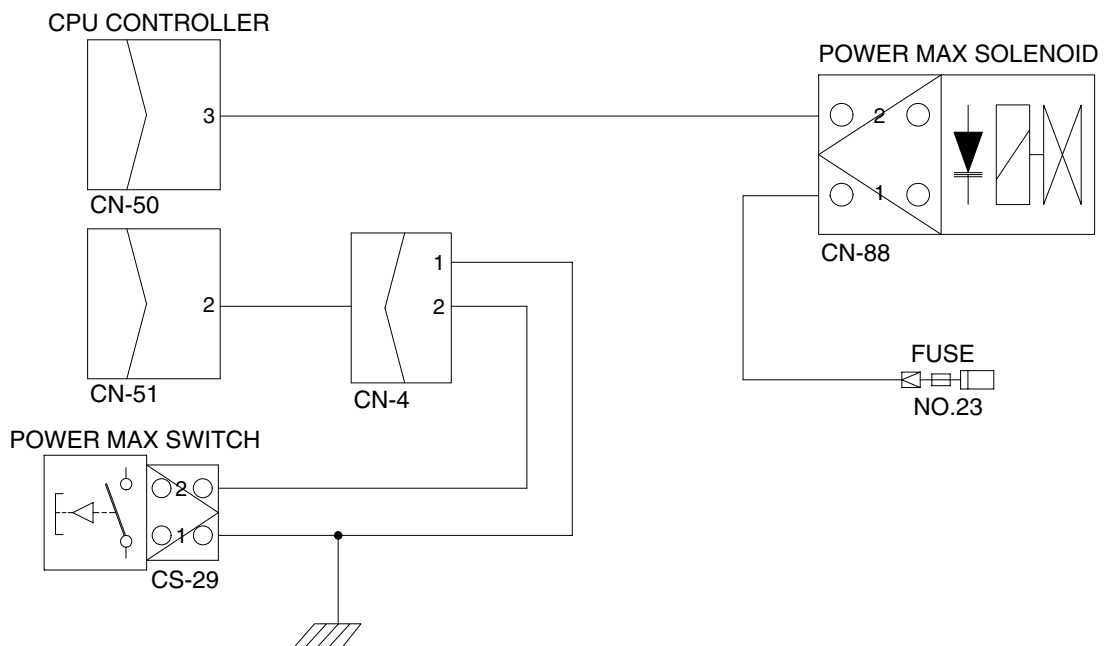 CPU CONTROLLER
3
CN-50
POWER MAX SOLENOID
2
1
CN-88
2
CN-51
1
2
CN-4
FUSE
NO.23
POWER MAX SWITCH
2
1
CS-29